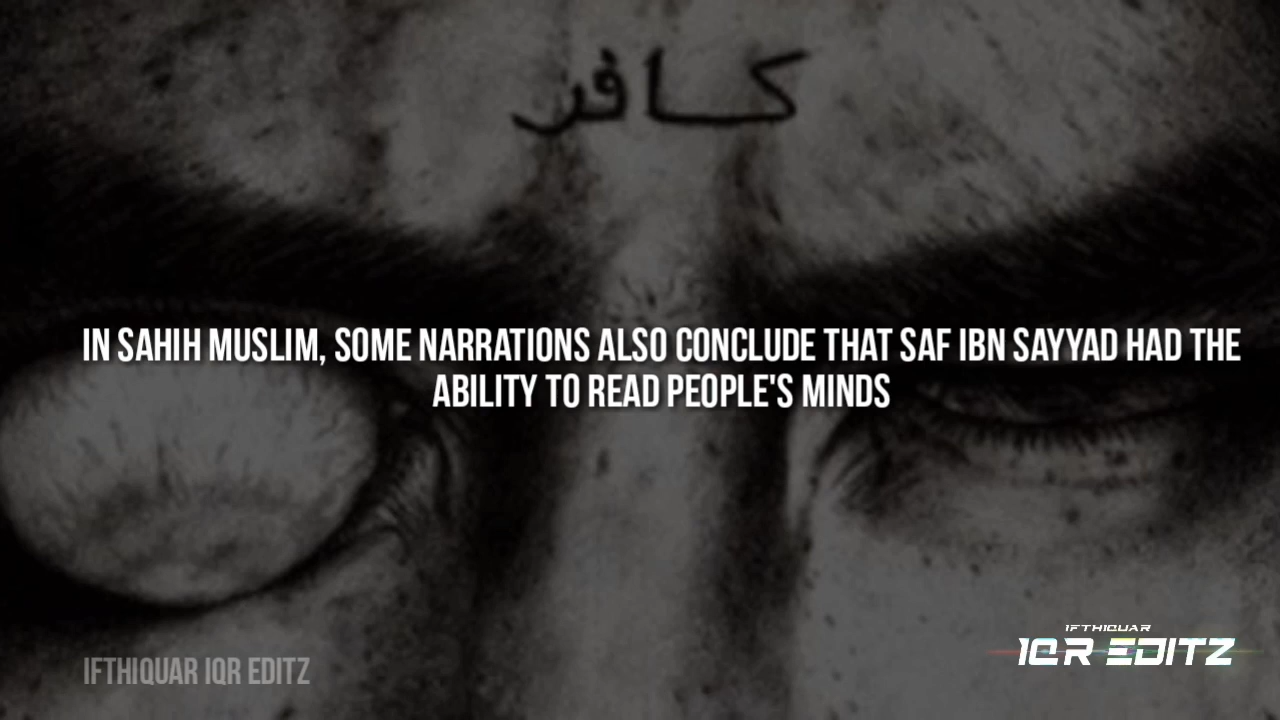 كافر
IN SAHIH MUSLIM, SOME NARRATIONS ALSO CONCLUDE THAT SAF IBN SAYYAD HAD THE
ABILITY TO READ PEOPLE'S MINDS
IFTHIQUAR
IQR EDITZ
IFTHIQUAR IQR EDITZ